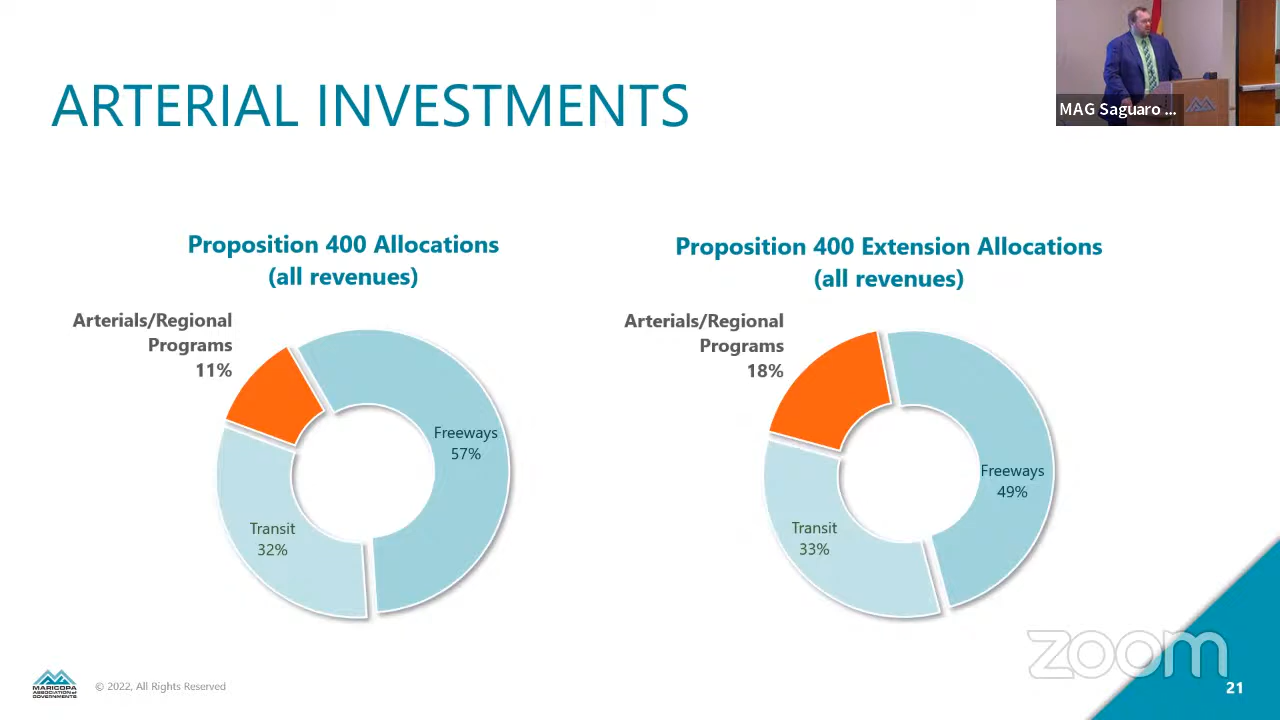 MAG Saguaro ...
ARTERIAL INVESTMENTS
Proposition 400 Allocations
(all revenues)
Arterials/Regional
Programs
11%
Freeways
57%
Transit
32%
Proposition 400 Extension Allocations
(all revenues)
Arterials/Regional
Programs
18%
Freeways
49%
Transit
33%
zoom
MARICOPA
ASSOCIATION of
GOVERNMENTS
© 2022, All Rights Reserved
21